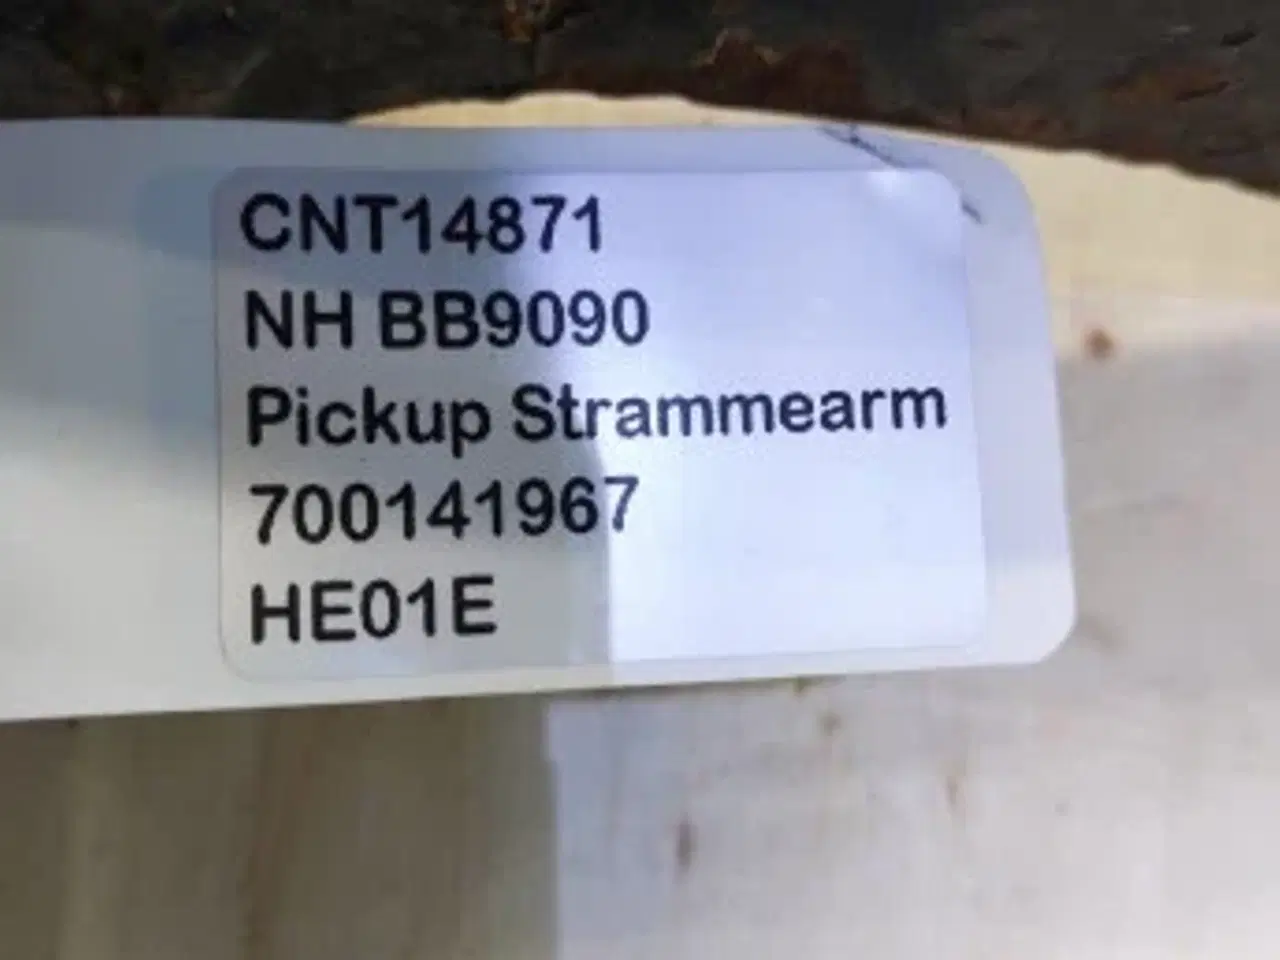 CNT14871
NH BB9090
Pickup Strammearm
700141967
HE01E